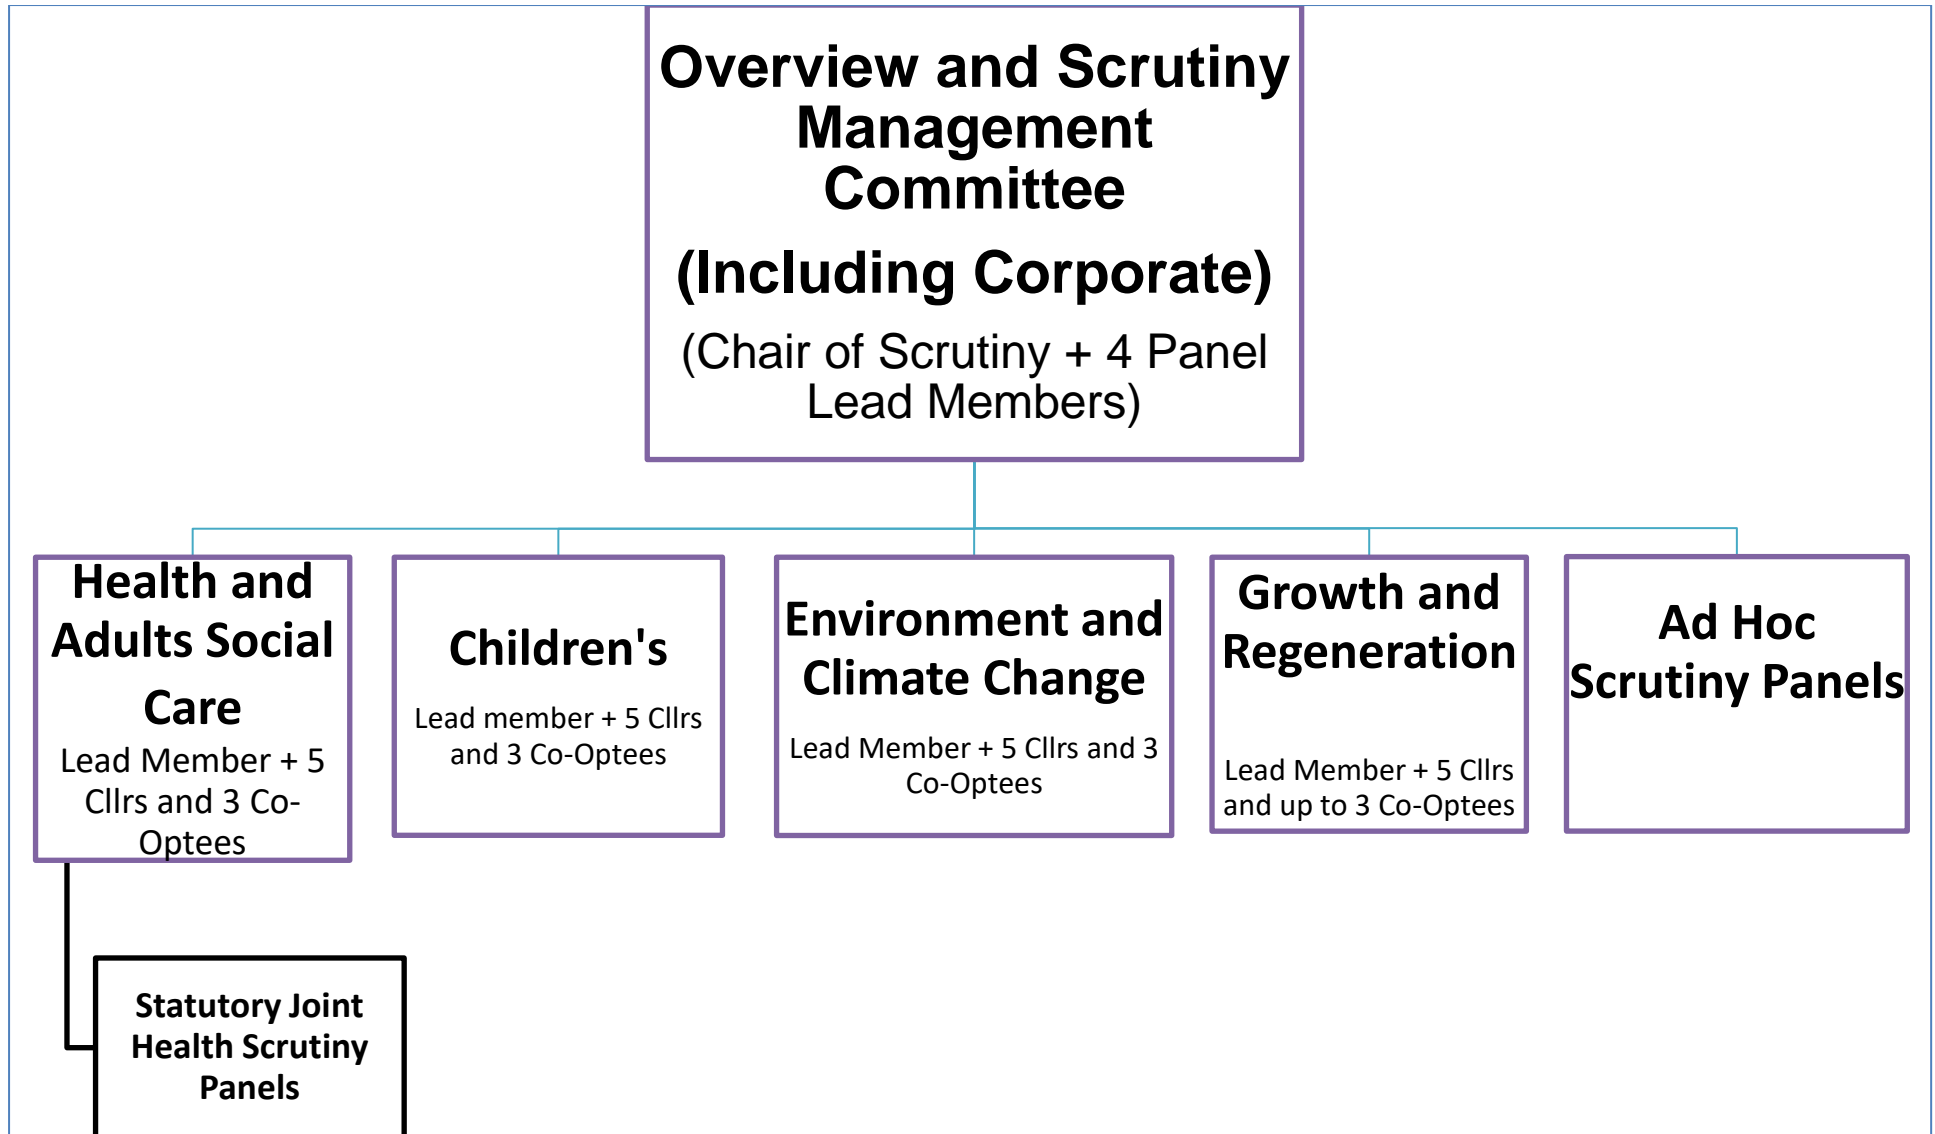 Overview and Scrutiny
Management
Committee
(Including Corporate)
(Chair of Scrutiny + 4 Panel
Lead Members)
Health and
Adults Social
Care
Lead Member + 5
Cllrs and 3 Co-
Optees
Children's
Lead member + 5 Cllrs
and 3 Co-Optees
Environment and
Climate Change
Lead Member + 5 Cllrs and 3
Co-Optees
Growth and
Regeneration
Lead Member + 5 Cllrs
and up to 3 Co-Optees
Ad Hoc
Scrutiny Panels
Statutory Joint
Health Scrutiny
Panels